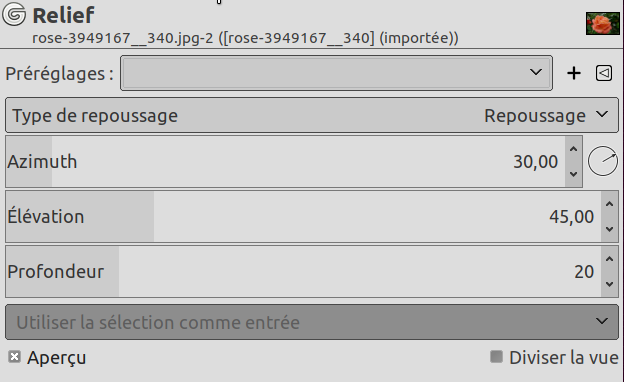 Relief
rose-3949167__340.jpg-2 ([rose-3949167__340] (importée))
Préréglages :
Type de repoussage Repoussage
Azimuth 30,00
Élévation 45,00
Profondeur 20
Utiliser la sélection comme entrée
Aperçu Diviser la vue